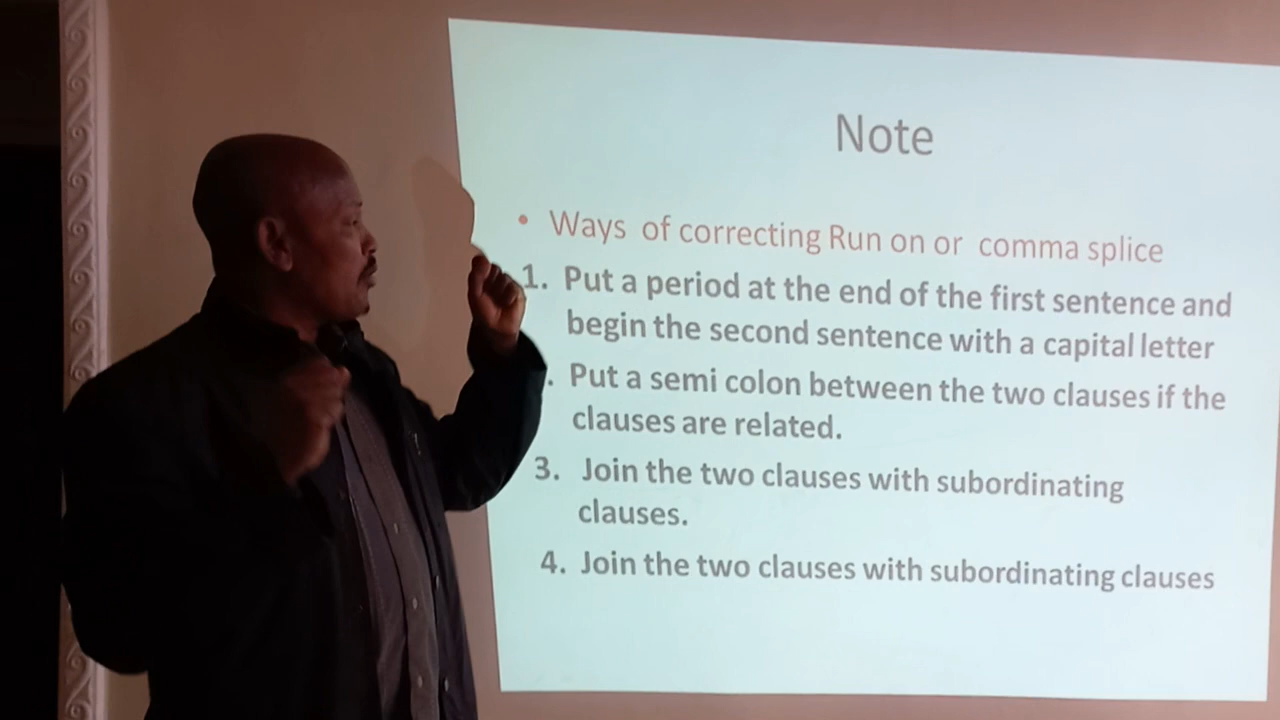 Note
• Ways of correcting Run on or comma splice
1. Put a period at the end of the first sentence and
begin the second sentence with a capital letter
. Put a semi colon between the two clauses if the
clauses are related.
3. Join the two clauses with subordinating
clauses.
4. Join the two clauses with subordinating clauses